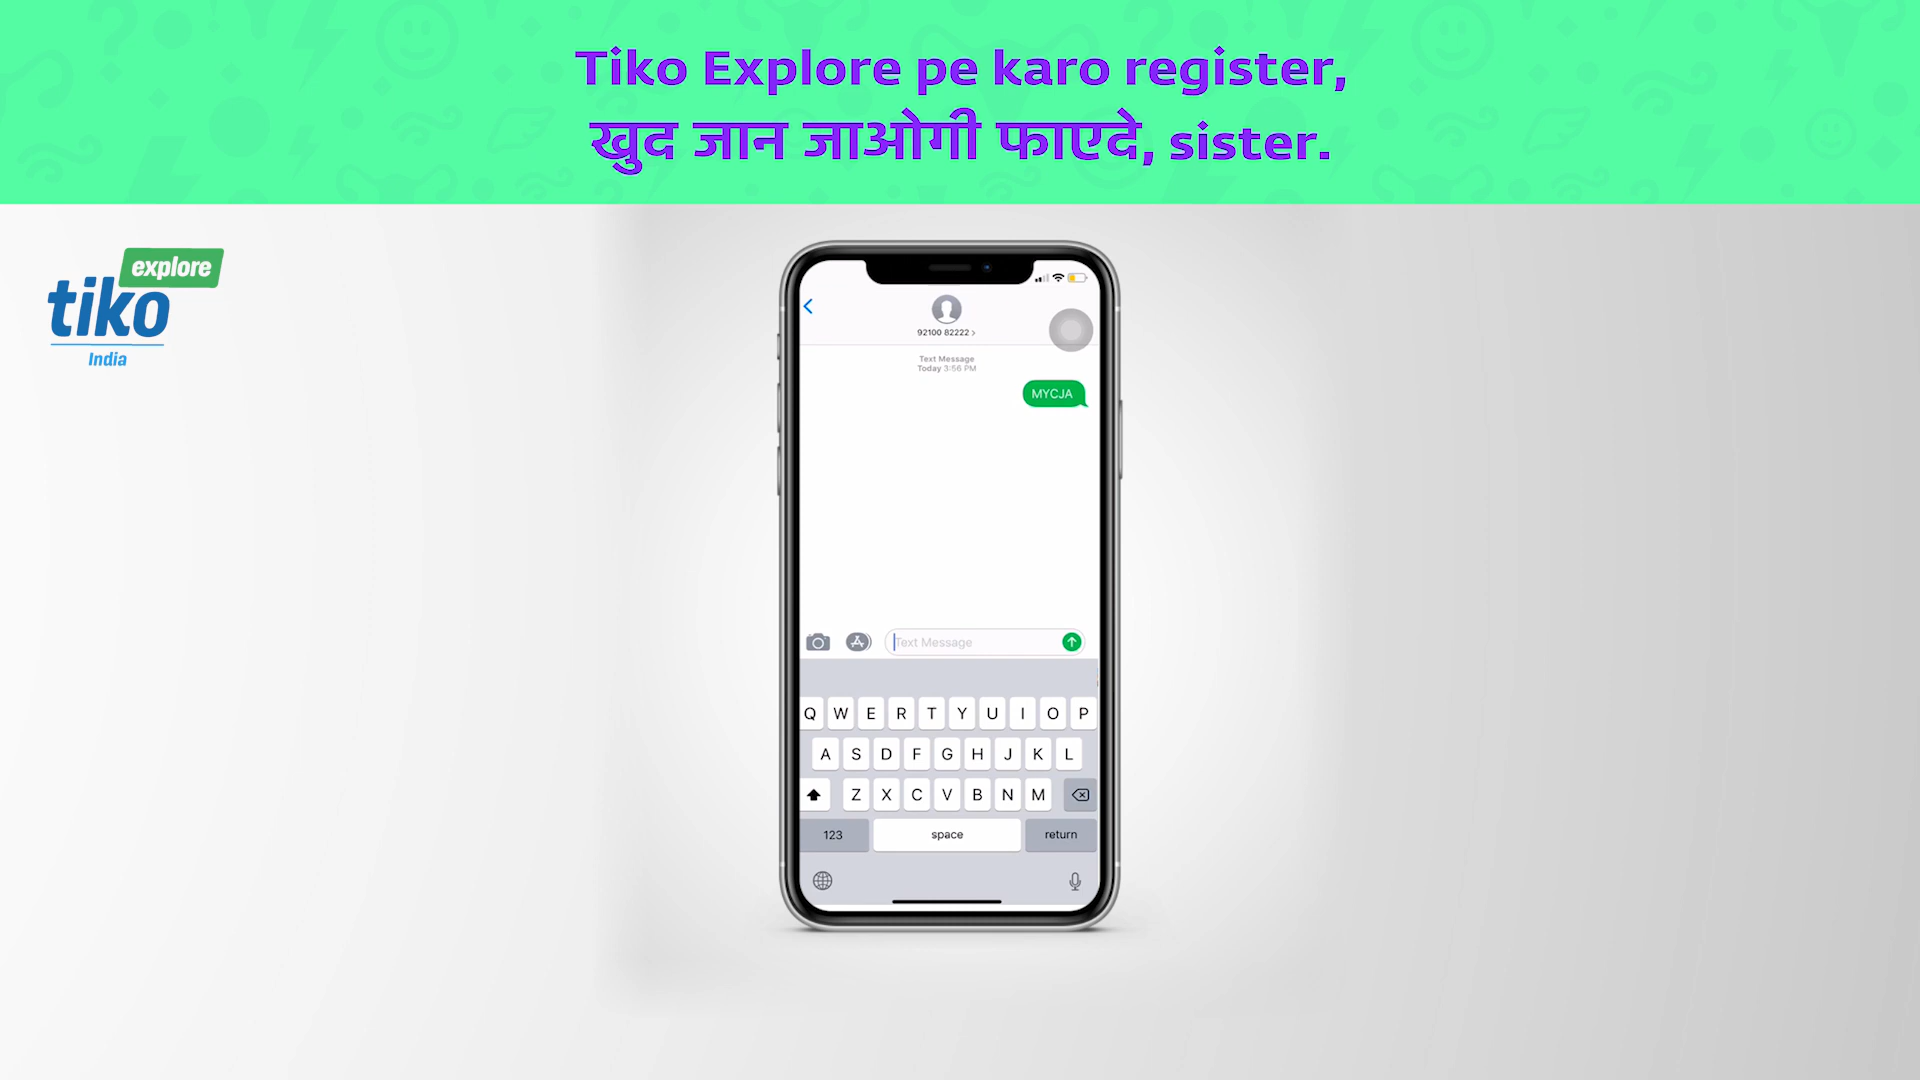 Tiko Explore pe karo register,
खुद जान जाओगी फाएदे, sister.
explore
tiko
India
92100 82222 >
Text Message
Today 3:56 PM
MYCJA
Text Message
Q W E R T Y U I O P
A S D F G H J K L
Z X C V B N M
123 space return